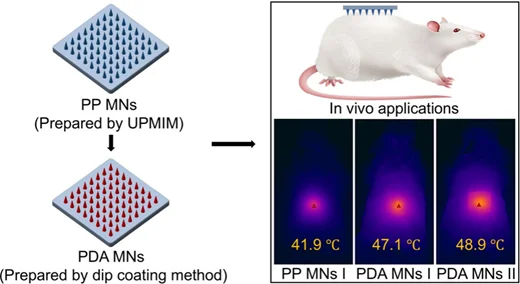 PP MNs
(Prepared by UPMIM)
PDA MNs
(Prepared by dip coating method)
In vivo applications
41.9 ℃
47.1 ℃
48.9 ℃
PP MNs I
PDA MNs I
PDA MNs II